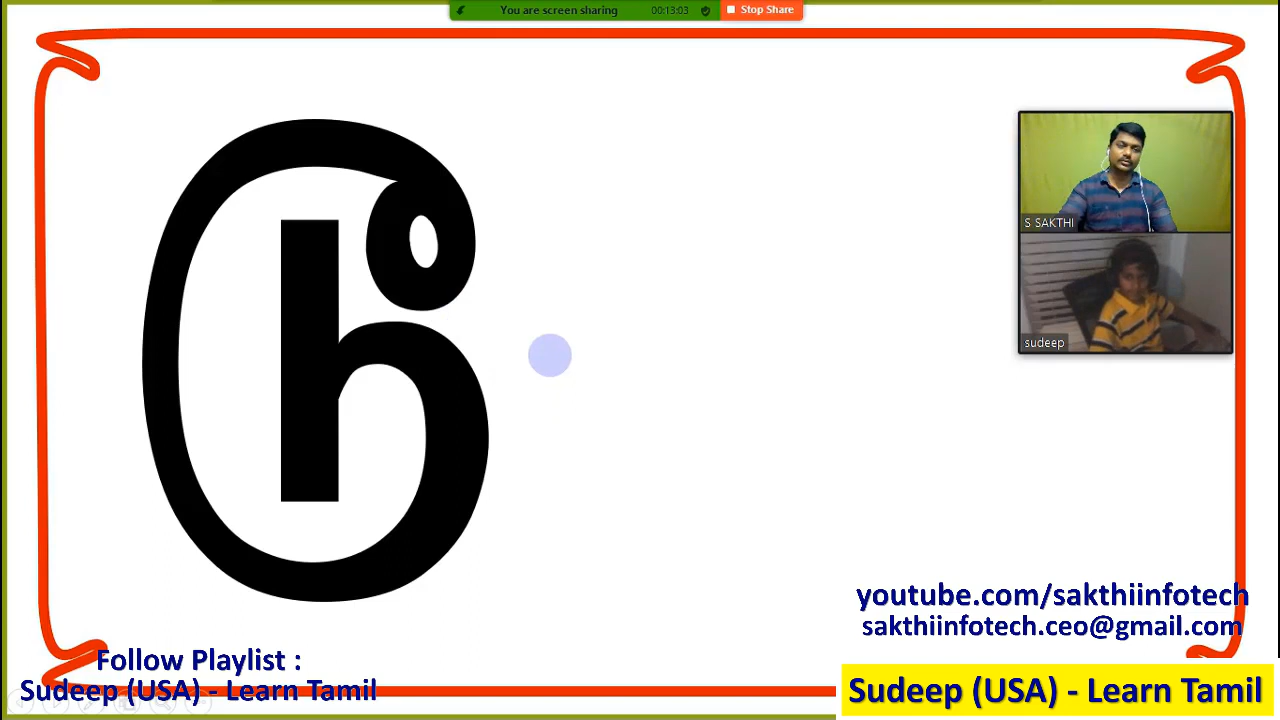 ரூ
You are screen sharing
00:13:03
Stop Share
S SAKTHI
sudeep
youtube.com/sakthiinfotech
sakthiinfotech.ceo@gmail.com
Follow Playlist :
Sudeep (USA) - Learn Tamil
Sudeep (USA) - Learn Tamil